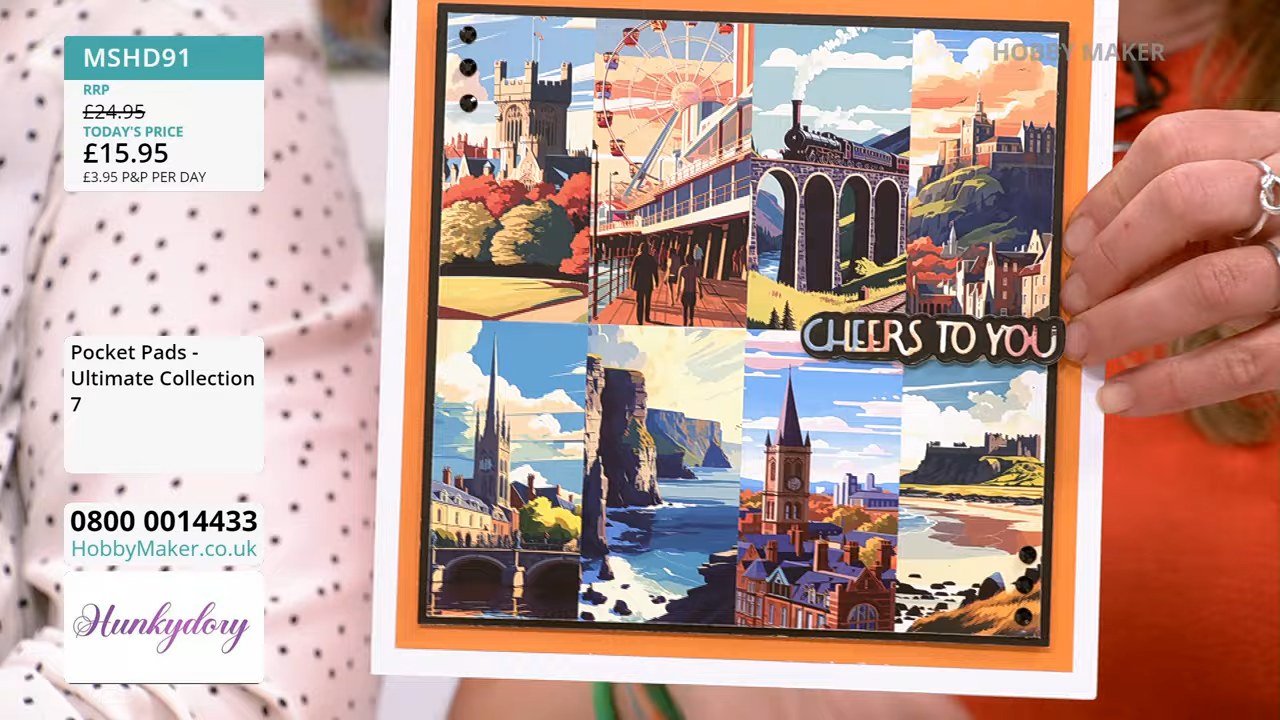 MSHD91
RRP
£24.95
TODAY'S PRICE
£15.95
£3.95 P&P PER DAY
Pocket Pads -
Ultimate Collection
7
0800 0014433
HobbyMaker.co.uk
Hunkydory
HOBBY MAKER
CHEERS TO YOU